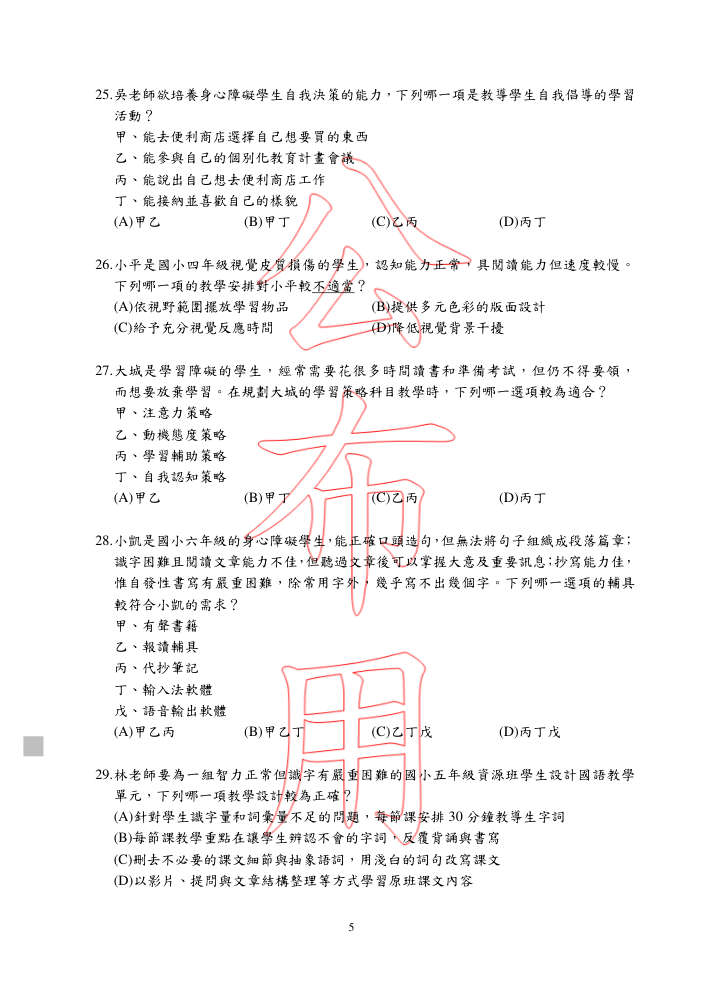 25.吳老師欲培養身心障礙學生自我決策的能力，下列哪一項是教導學生自我倡導的學習
活動？
甲、能去便利商店選擇自己想要買的東西
乙、能參與自己的個別化教育計畫會議
丙、能說出自己想去便利商店工作
丁、能接納並喜歡自己的樣貌
(A)甲乙 (B)甲丁 (C)乙丙 (D)丙丁
26.小平是國小四年級視覺皮質損傷的學生，認知能力正常，具閱讀能力但速度較慢。
下列哪一項的教學安排對小平較不適當？
(A)依視野範圍擺放學習物品 (B)提供多元色彩的版面設計
(C)給予充分視覺反應時間 (D)降低視覺背景干擾
27.大城是學習障礙的學生，經常需要花很多時間讀書和準備考試，但仍不得要領，
而想要放棄學習。在規劃大城的學習策略科目教學時，下列哪一選項較為適合？
甲、注意力策略
乙、動機態度策略
丙、學習輔助策略
丁、自我認知策略
(A)甲乙 (B)甲丁 (C)乙丙 (D)丙丁
28.小凱是國小六年級的身心障礙學生，能正確口頭造句，但無法將句子組織成段落篇章；
識字困難且閱讀文章能力不佳，但聽過文章後可以掌握大意及重要訊息；抄寫能力佳，
惟自發性書寫有嚴重困難，除常用字外，幾乎寫不出幾個字。下列哪一選項的輔具
較符合小凱的需求？
甲、有聲書籍
乙、報讀輔具
丙、代抄筆記
丁、輸入法軟體
戊、語音輸出軟體
(A)甲乙丙 (B)甲乙丁 (C)乙丁戊 (D)丙丁戊
29.林老師要為一組智力正常但識字有嚴重困難的國小五年級資源班學生設計國語教學
單元，下列哪一項教學設計較為正確？
(A)針對學生識字量和詞彙量不足的問題，每節課安排 30 分鐘教導生字詞
(B)每節課教學重點在讓學生辨認不會的字詞，反覆背誦與書寫
(C)刪去不必要的課文細節與抽象語詞，用淺白的詞句改寫課文
(D)以影片、提問與文章結構整理等方式學習原班課文內容
5
公
布
用